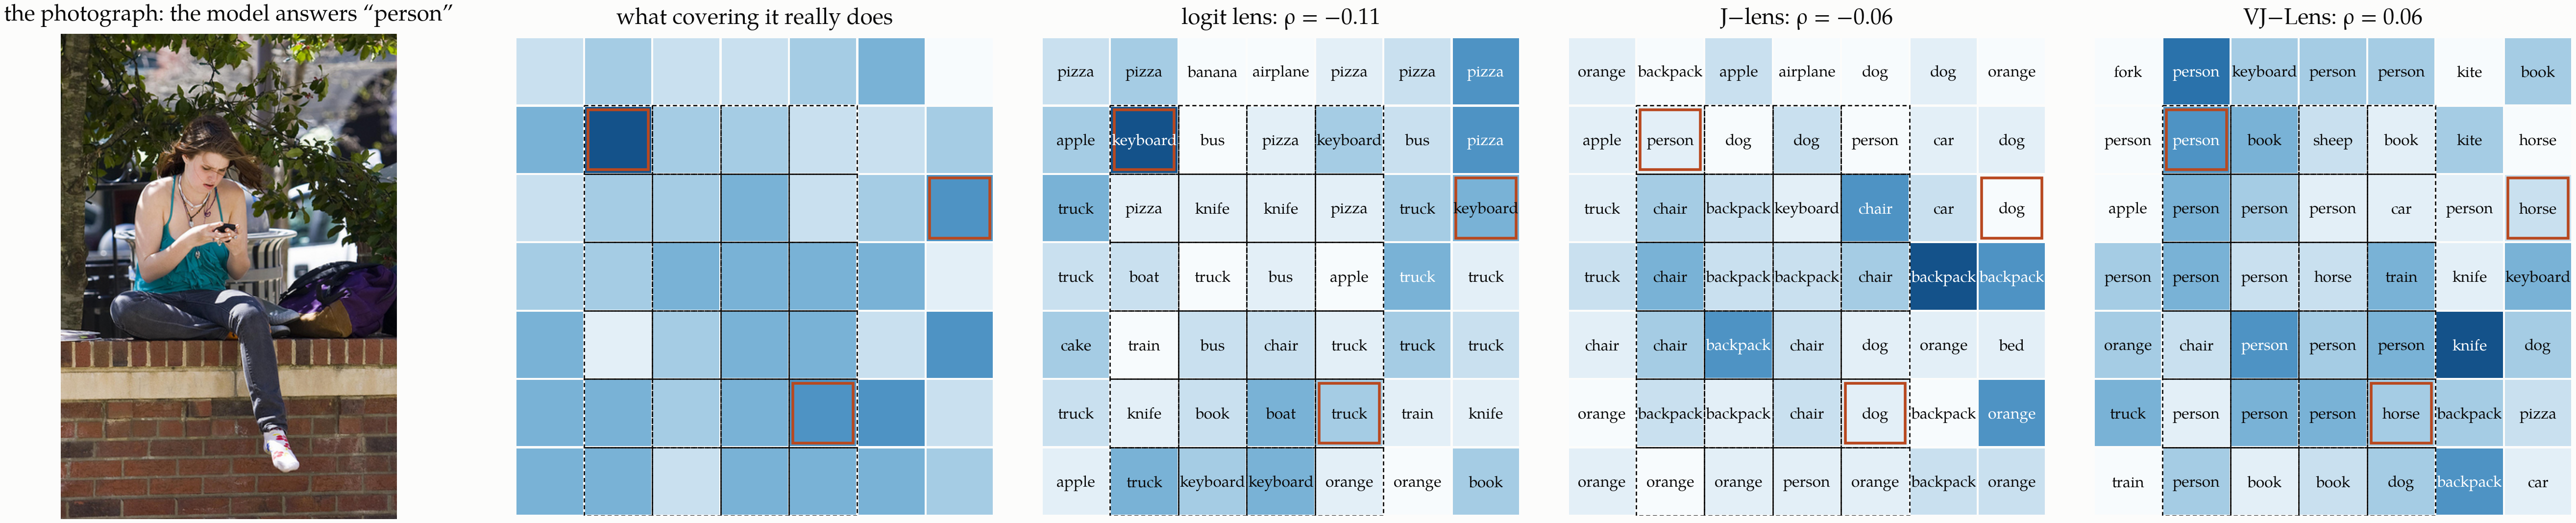 the photograph: the model answers “person”
what covering it really does
logit lens: ρ = −0.11
pizza pizza banana airplane pizza pizza pizza
apple keyboard bus pizza keyboard bus pizza
truck pizza knife knife pizza truck keyboard
truck boat truck bus apple truck truck
cake train bus chair truck truck truck
truck knife book boat truck train knife
apple truck keyboard keyboard orange orange book
J−lens: ρ = −0.06
orange backpack apple airplane dog dog orange
apple person dog dog person car dog
truck chair backpack keyboard chair car dog
truck chair backpack backpack chair backpack backpack
chair chair backpack chair dog orange bed
orange backpack backpack chair dog backpack orange
orange orange orange person orange backpack orange
VJ−Lens: ρ = 0.06
fork person keyboard person person kite book
person person book sheep book kite horse
apple person person person car person horse
person person person horse train knife keyboard
orange chair person person person knife dog
truck person person person horse backpack pizza
train person book book dog backpack car